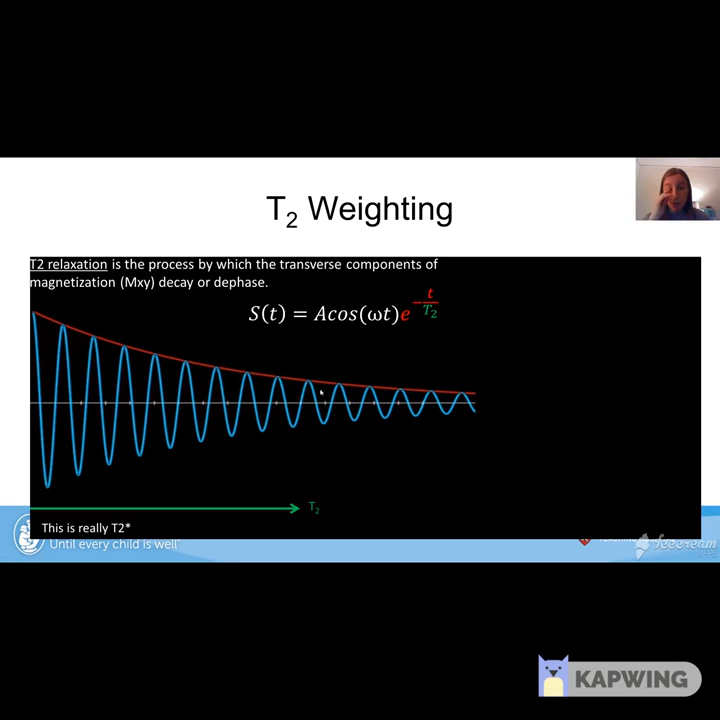 T₂ Weighting
T2 relaxation is the process by which the transverse components of
magnetization (Mxy) decay or dephase.
S(t) = Acos(ωt)e^(-t/T₂)
T₂
This is really T2*
Until every child is well
icecream
KAPWING